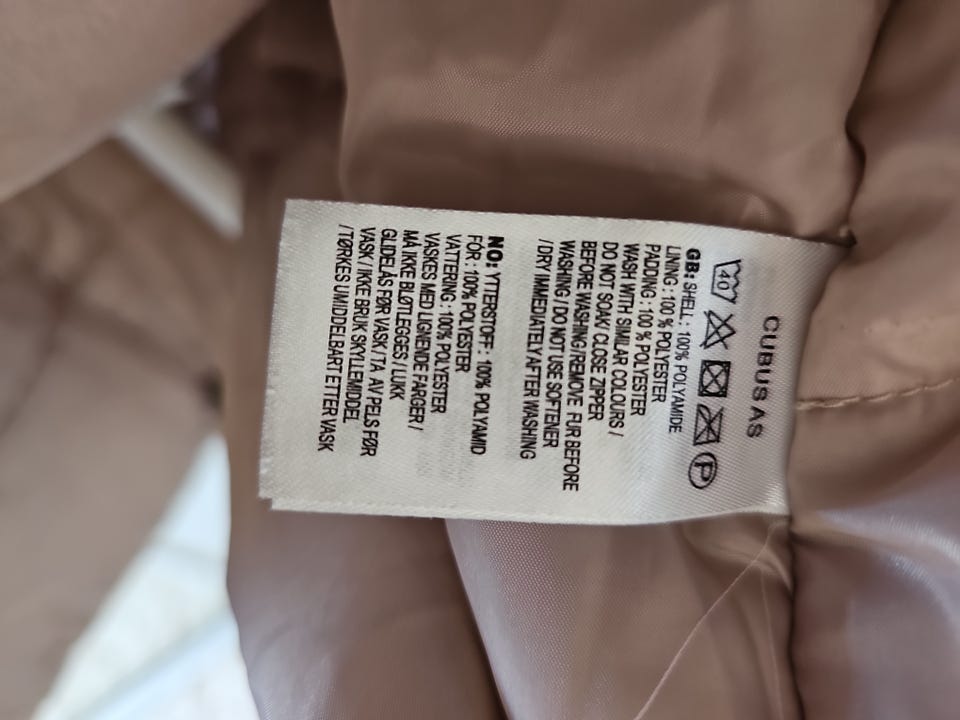 CUBUS AS
40 P
GB: SHELL : 100% POLYAMIDE
LINING : 100 % POLYESTER
PADDING : 100 % POLYESTER
WASH WITH SIMILAR COLOURS /
DO NOT SOAK/ CLOSE ZIPPER
BEFORE WASHING/REMOVE FUR BEFORE
WASHING / DO NOT USE SOFTENER
/ DRY IMMEDIATELY AFTER WASHING
NO: YTTERSTOFF : 100% POLYAMID
FÓR : 100% POLYESTER
VATTERING : 100% POLYESTER
VASKES MED LIGNENDE FARGER /
MÅ IKKE BLØTLEGGES / LUKK
GLIDELÅS FØR VASK / TA AV PELS FØR
VASK / IKKE BRUK SKYLLEMIDDEL
/ TØRKES UMIDDELBART ETTER VASK